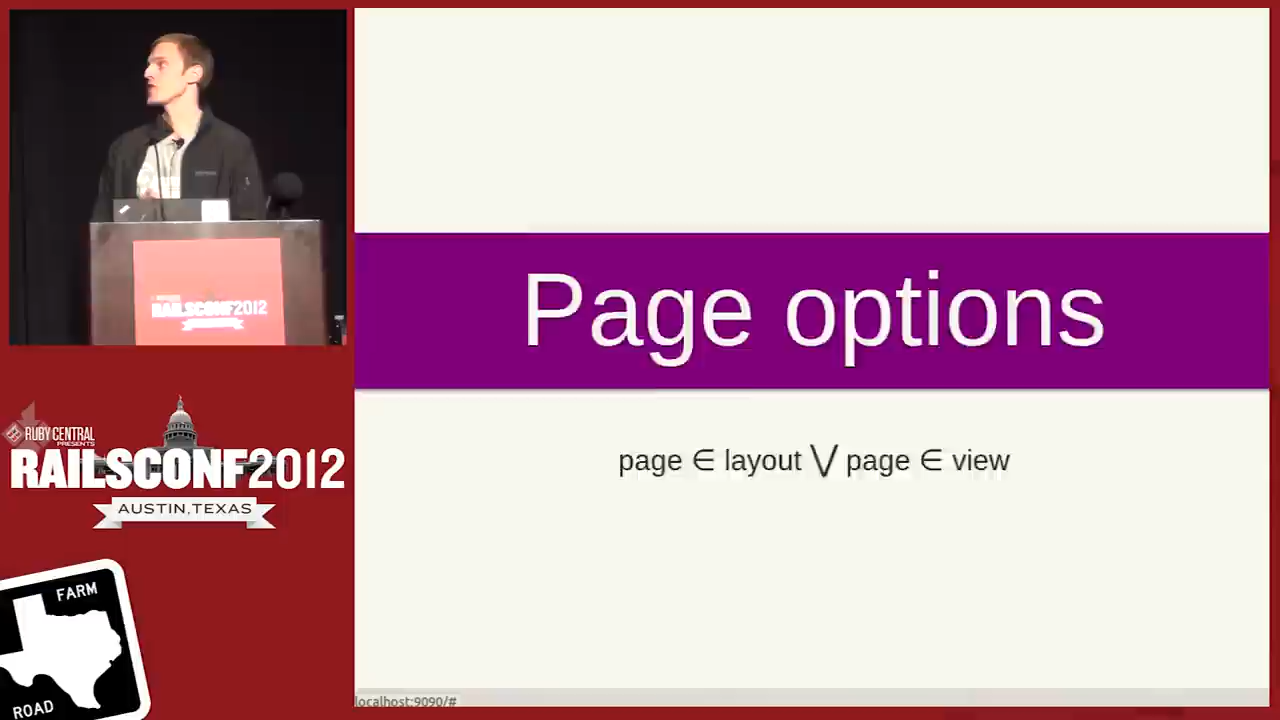 Page options
page ∈ layout ⋁ page ∈ view
localhost:9090/#
RAILSCONF2012
RUBY CENTRAL
PRESENTS
RAILSCONF2012
AUSTIN, TEXAS
FARM
ROAD